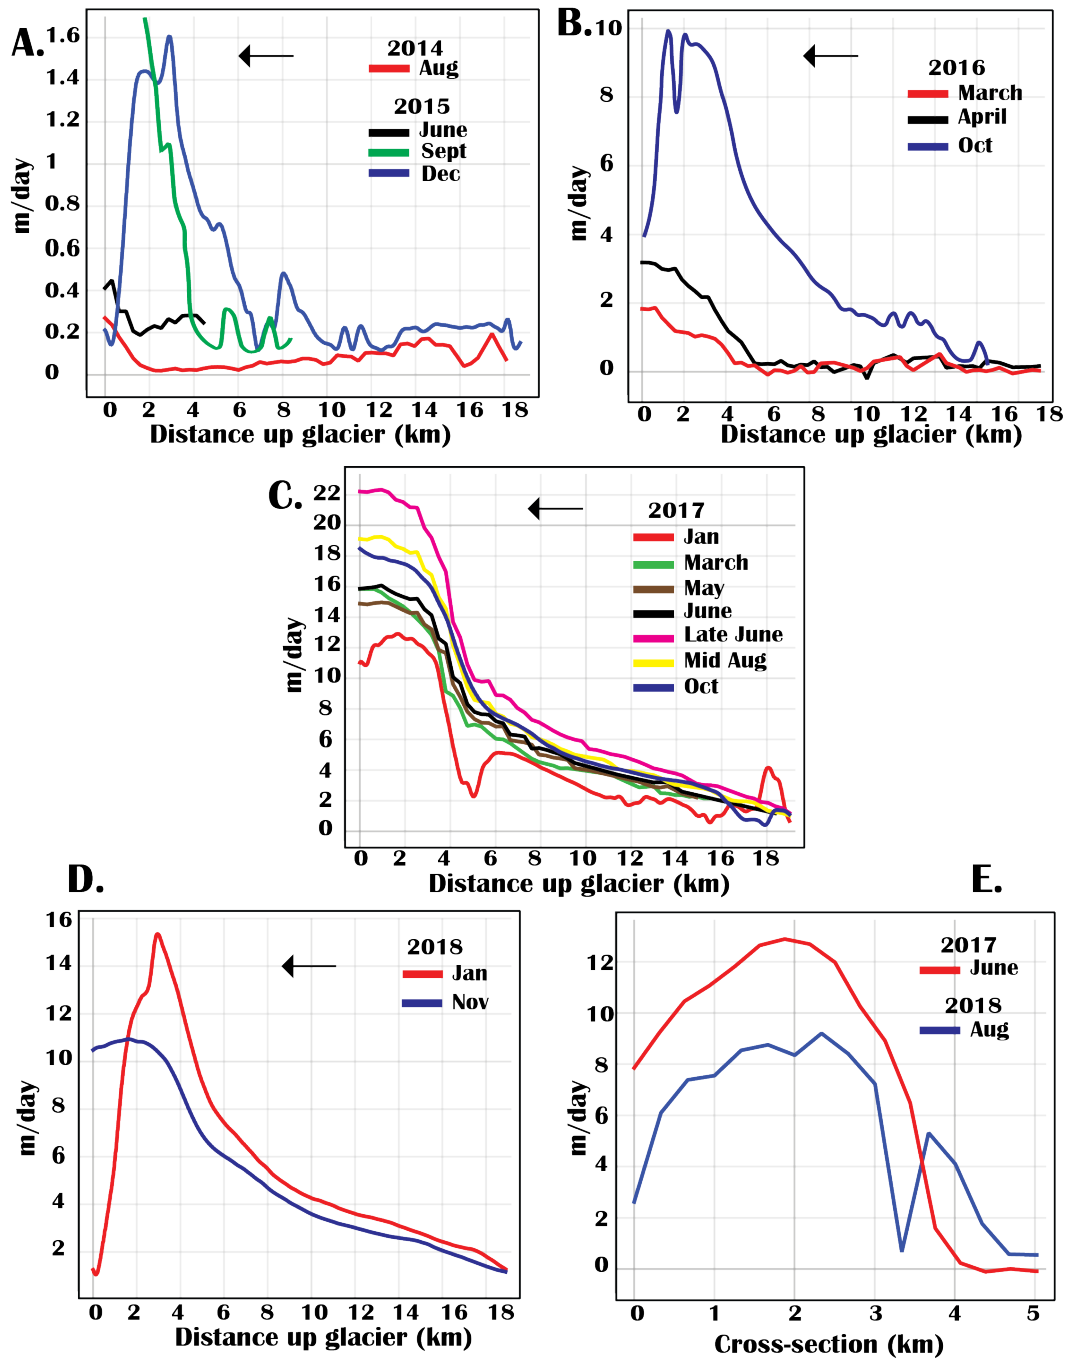 A.
1.6
1.4
1.2
1
0.8
0.6
0.4
0.2
0
m/day
2014
Aug
2015
June
Sept
Dec
0 2 4 6 8 10 12 14 16 18
Distance up glacier (km)
B.
10
8
6
4
2
0
m/day
2016
March
April
Oct
0 2 4 6 8 10 12 14 16 18
Distance up glacier (km)
C.
22
20
18
16
14
12
10
8
6
4
2
0
m/day
2017
Jan
March
May
June
Late June
Mid Aug
Oct
0 2 4 6 8 10 12 14 16 18
Distance up glacier (km)
D.
16
14
12
10
8
6
4
2
m/day
2018
Jan
Nov
0 2 4 6 8 10 12 14 16 18
Distance up glacier (km)
E.
12
10
8
6
4
2
0
m/day
2017
June
2018
Aug
0 1 2 3 4 5
Cross-section (km)